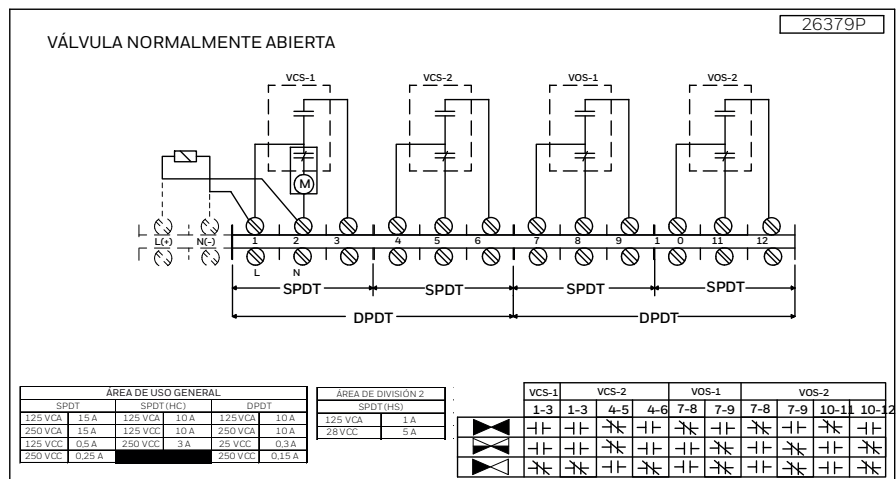 26379P
VÁLVULA NORMALMENTE ABIERTA
VCS-1 VCS-2 VOS-1 VOS-2
M
L(+) N(-) 1 2 3 4 5 6 7 8 9 1 0 11 12
L N
SPDT SPDT SPDT SPDT
DPDT DPDT
ÁREA DE USO GENERAL
SPDT SPDT (HC) DPDT
125 VCA 15 A 125 VCA 10 A 125 VCA 10 A
250 VCA 15 A 125 VCC 10 A 250 VCA 10 A
125 VCC 0,5 A 250 VCC 3 A 25 VCC 0,3 A
250 VCC 0,25 A 250 VCC 0,15 A
ÁREA DE DIVISIÓN 2
SPDT (HS)
125 VCA 1 A
28 VCC 5 A
VCS-1 VCS-2 VOS-1 VOS-2
1-3 1-3 4-5 4-6 7-8 7-9 7-8 7-9 10-11 10-12